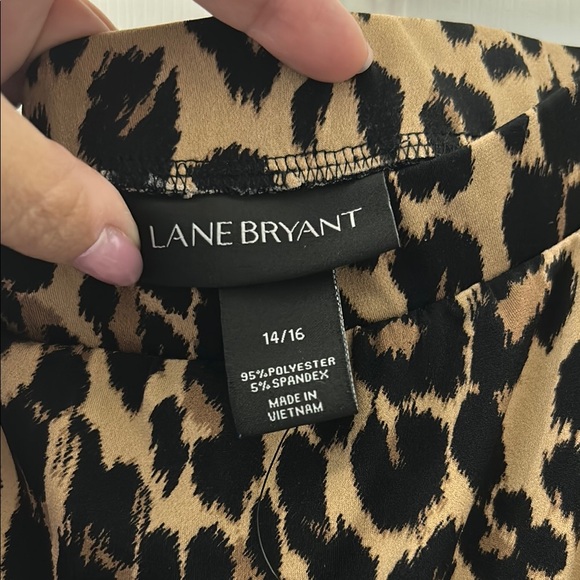 LANE BRYANT
14/16
95% POLYESTER
5% SPANDEX
MADE IN
VIETNAM